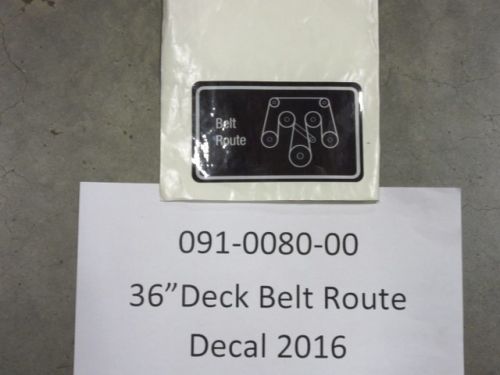 Belt
Route
091-0080-00
36”Deck Belt Route
Decal 2016